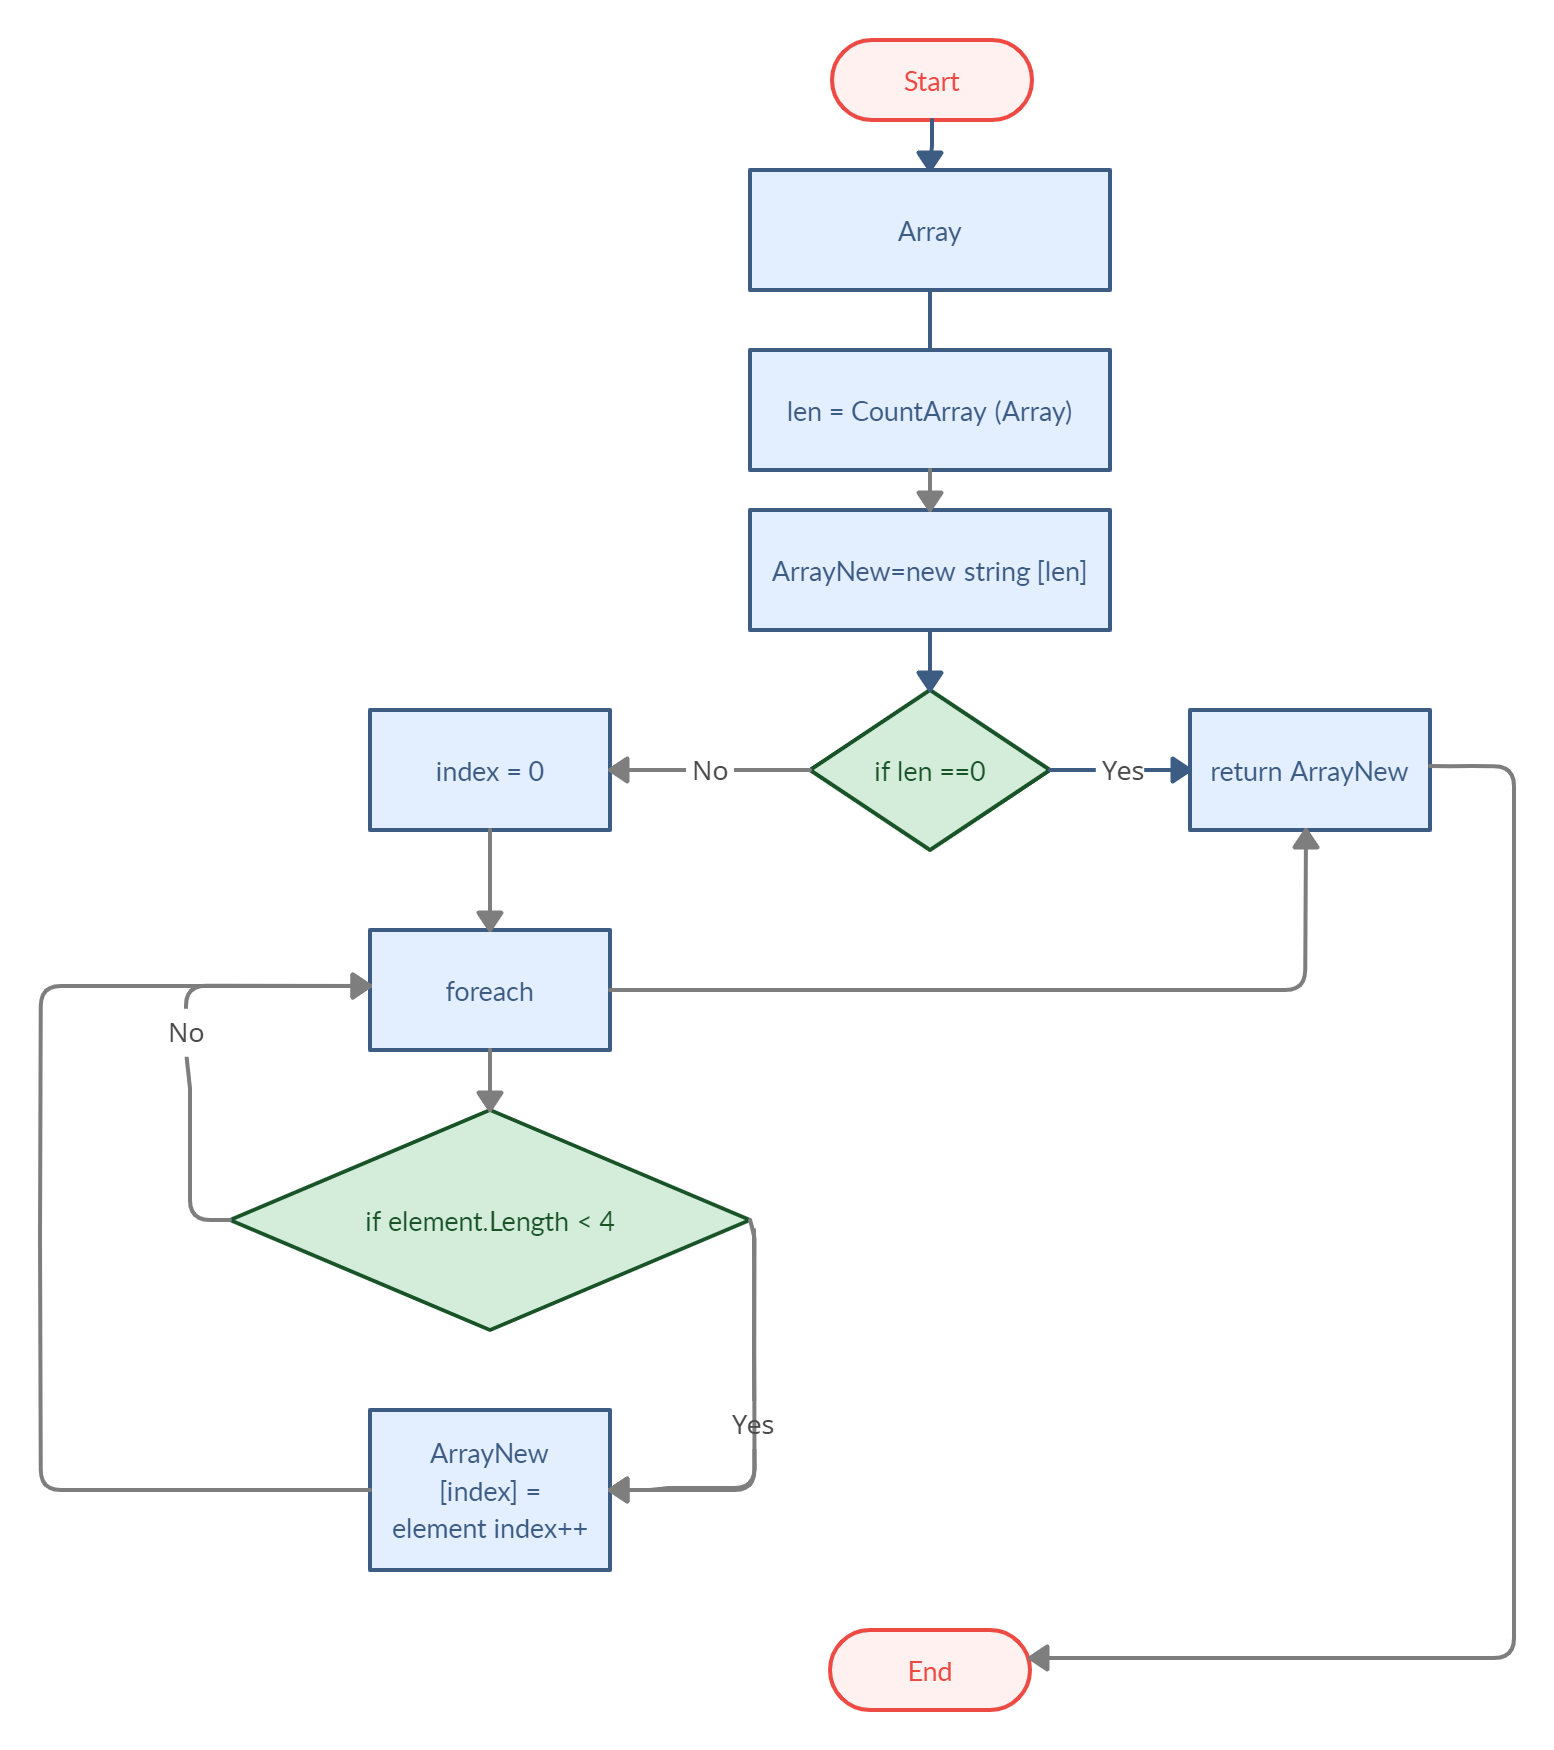 Start
Array
len = CountArray (Array)
ArrayNew=new string [len]
index = 0
No
if len ==0
Yes
return ArrayNew
foreach
No
if element.Length < 4
Yes
ArrayNew
[index] =
element index++
End